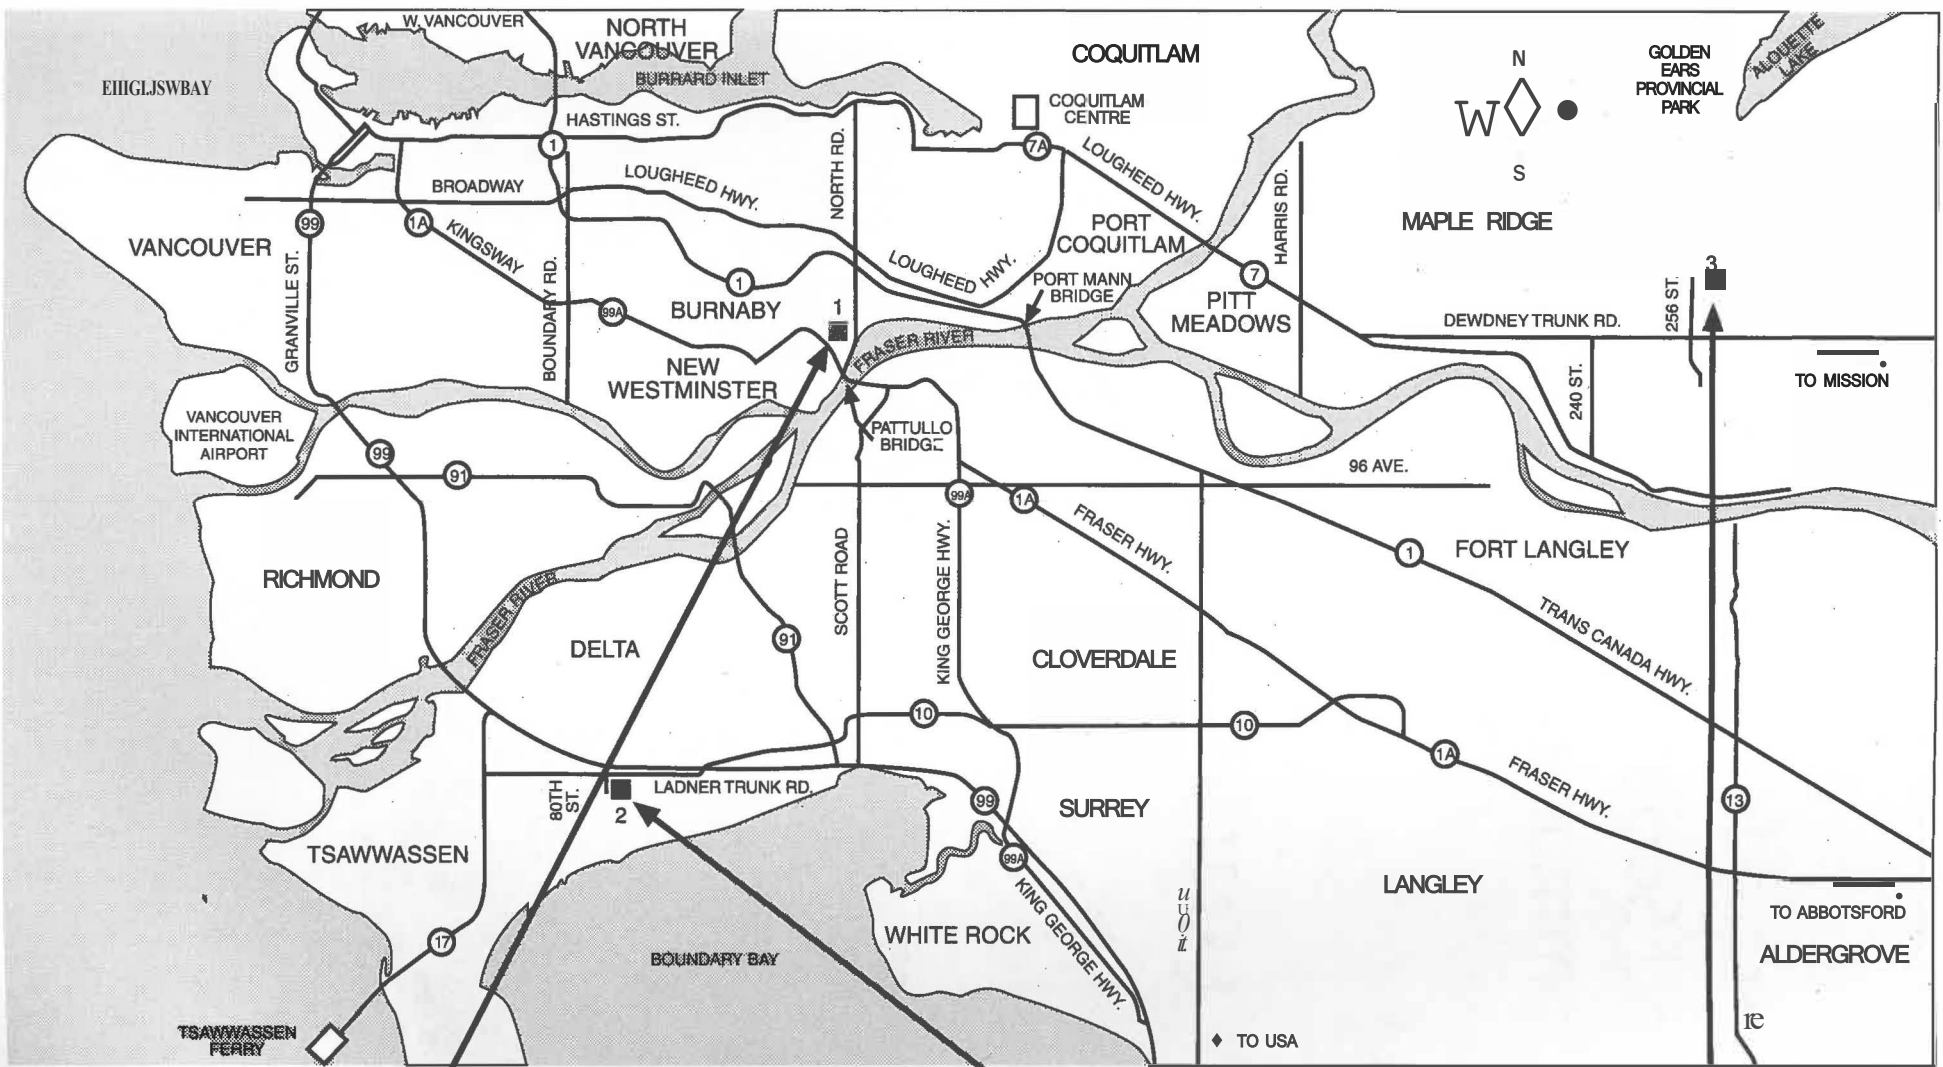 W. VANCOUVER
NORTH
VANCOUVER
BURRARD INLET
EIIIGI.JSWBAY
COQUITLAM
COQUITLAM
CENTRE
N
W
S
GOLDEN
EARS
PROVINCIAL
PARK
ALOUETTE
LAKE
HASTINGS ST.
1
7A
LOUGHEED HWY.
NORTH RD.
BROADWAY
LOUGHEED HWY.
HARRIS RD.
99
1A
KINGSWAY
VANCOUVER
GRANVILLE ST.
BOUNDARY RD.
PORT
COQUITLAM
MAPLE RIDGE
LOUGHEED HWY.
PORT MANN
BRIDGE
7
3
1
99A
BURNABY
1
PITT
MEADOWS
256 ST.
DEWDNEY TRUNK RD.
FRASER RIVER
NEW
WESTMINSTER
240 ST.
TO MISSION
VANCOUVER
INTERNATIONAL
AIRPORT
PATTULLO
BRIDGE
99
91
96 AVE.
99A
1A
FRASER HWY.
1
FORT LANGLEY
RICHMOND
SCOTT ROAD
KING GEORGE HWY.
FRASER RIVER
TRANS CANADA HWY.
DELTA
91
CLOVERDALE
10
10
1A
FRASER HWY.
80TH
ST.
2
LADNER TRUNK RD.
99
SURREY
13
TSAWWASSEN
99A
KING GEORGE HWY.
LANGLEY
TO ABBOTSFORD
u
U
0
it
WHITE ROCK
17
BOUNDARY BAY
ALDERGROVE
TSAWWASSEN
FERRY
TO USA
re